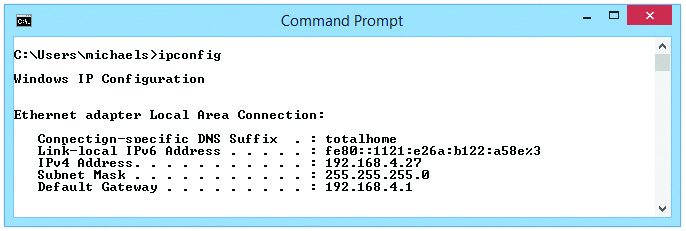 Command Prompt
C:\Users\michaels>ipconfig
Windows IP Configuration
Ethernet adapter Local Area Connection:
Connection-specific DNS Suffix . : totalhome
Link-local IPv6 Address . . . . . : fe80::1121:e26a:b122:a58e%3
IPv4 Address. . . . . . . . . . . : 192.168.4.27
Subnet Mask . . . . . . . . . . . : 255.255.255.0
Default Gateway . . . . . . . . . : 192.168.4.1